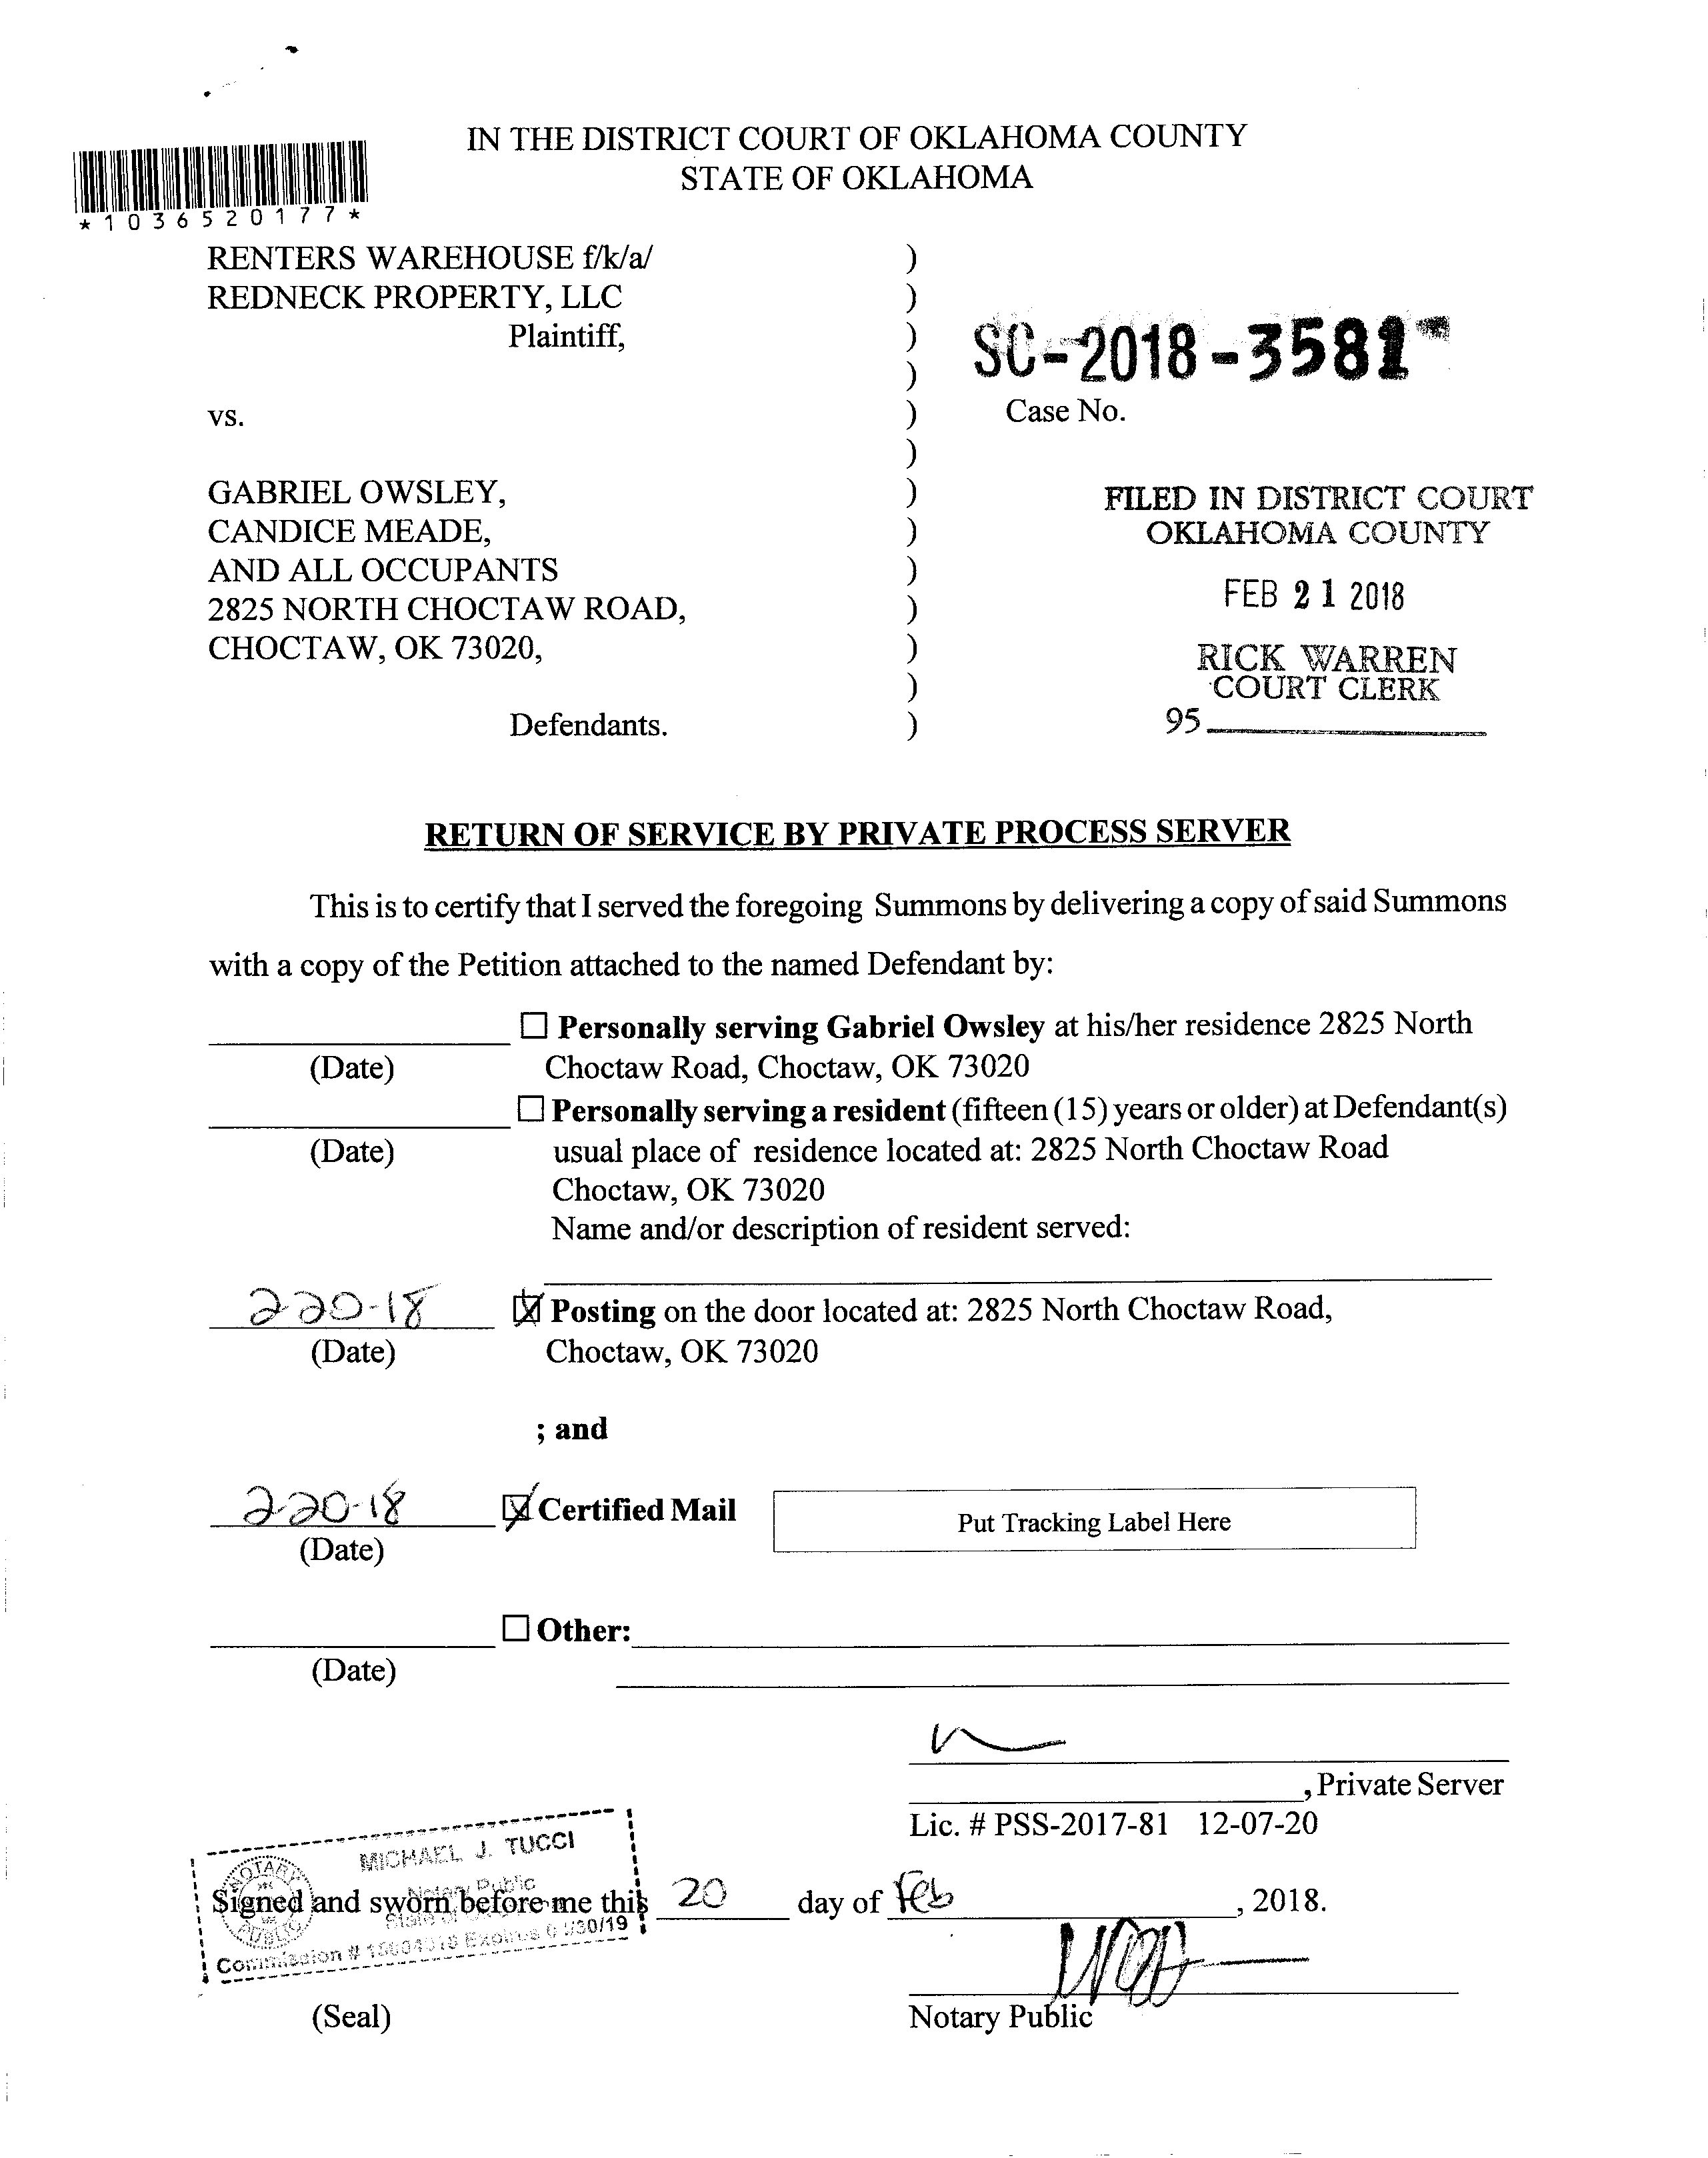 IN THE DISTRICT COURT OF OKLAHOMA COUNTY
STATE OF OKLAHOMA
*1036520177*
RENTERS WAREHOUSE f/k/a/ )
REDNECK PROPERTY, LLC )
Plaintiff, )
)
SC-2018-3581
vs. ) Case No.
)
GABRIEL OWSLEY, ) FILED IN DISTRICT COURT
CANDICE MEADE, ) OKLAHOMA COUNTY
AND ALL OCCUPANTS )
2825 NORTH CHOCTAW ROAD, ) FEB 21 2018
CHOCTAW, OK 73020, ) RICK WARREN
) COURT CLERK
Defendants. ) 95
RETURN OF SERVICE BY PRIVATE PROCESS SERVER
This is to certify that I served the foregoing Summons by delivering a copy of said Summons
with a copy of the Petition attached to the named Defendant by:
☐ Personally serving Gabriel Owsley at his/her residence 2825 North
(Date) Choctaw Road, Choctaw, OK 73020
☐ Personally serving a resident (fifteen (15) years or older) at Defendant(s)
(Date) usual place of residence located at: 2825 North Choctaw Road
Choctaw, OK 73020
Name and/or description of resident served:
2-20-18 ☒ Posting on the door located at: 2825 North Choctaw Road,
(Date) Choctaw, OK 73020
; and
2-20-18 ☒ Certified Mail Put Tracking Label Here
(Date)
☐ Other:
(Date)
, Private Server
Lic. # PSS-2017-81 12-07-20
MICHAEL J. TUCCI
Notary Public
Signed and sworn before me this 20 day of Feb, 2018.
State of
Commission # Expires
(Seal) Notary Public